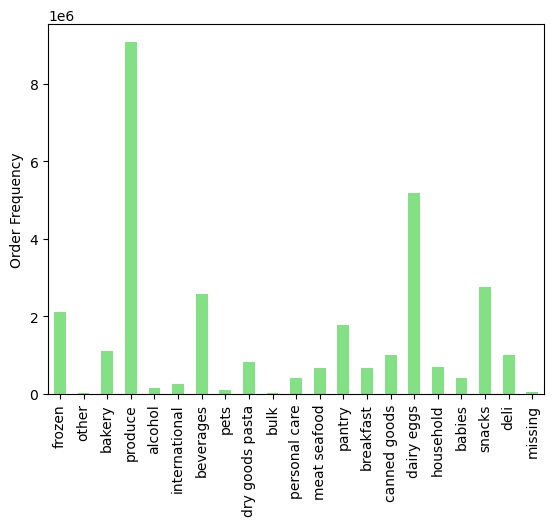 1e6
Order Frequency
8
6
4
2
0
frozen
other
bakery
produce
alcohol
international
beverages
pets
dry goods pasta
bulk
personal care
meat seafood
pantry
breakfast
canned goods
dairy eggs
household
babies
snacks
deli
missing